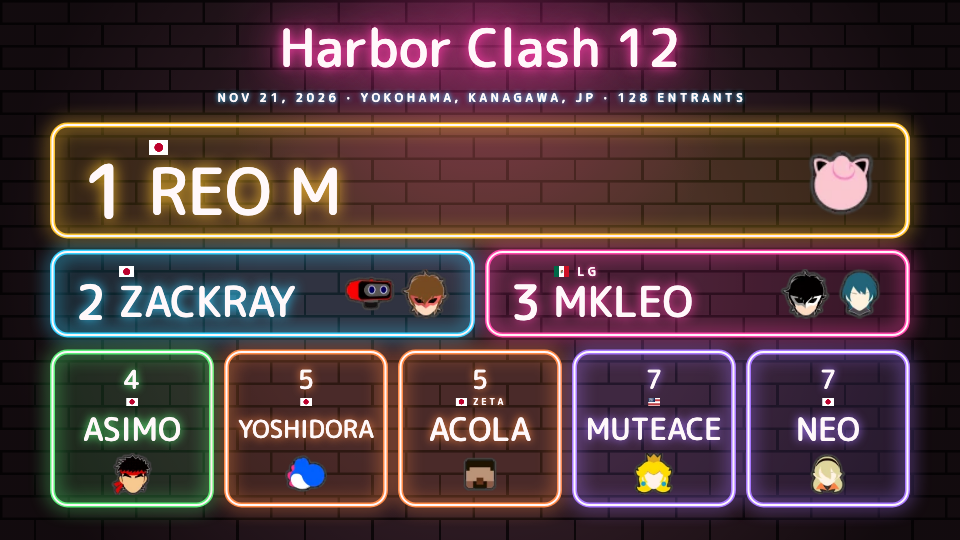 Harbor Clash 12
NOV 21, 2026 · YOKOHAMA, KANAGAWA, JP · 128 ENTRANTS
1 REO M
2 ZACKRAY
LG
3 MKLEO
4
ASIMO
5
YOSHIDORA
5
ZETA
ACOLA
7
MUTEACE
7
NEO